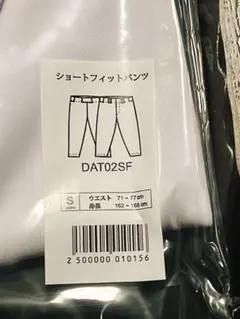 ショートフィットパンツ
DAT02SF
S ウエスト 71～77cm
身長 162～168cm
2 500000 010156